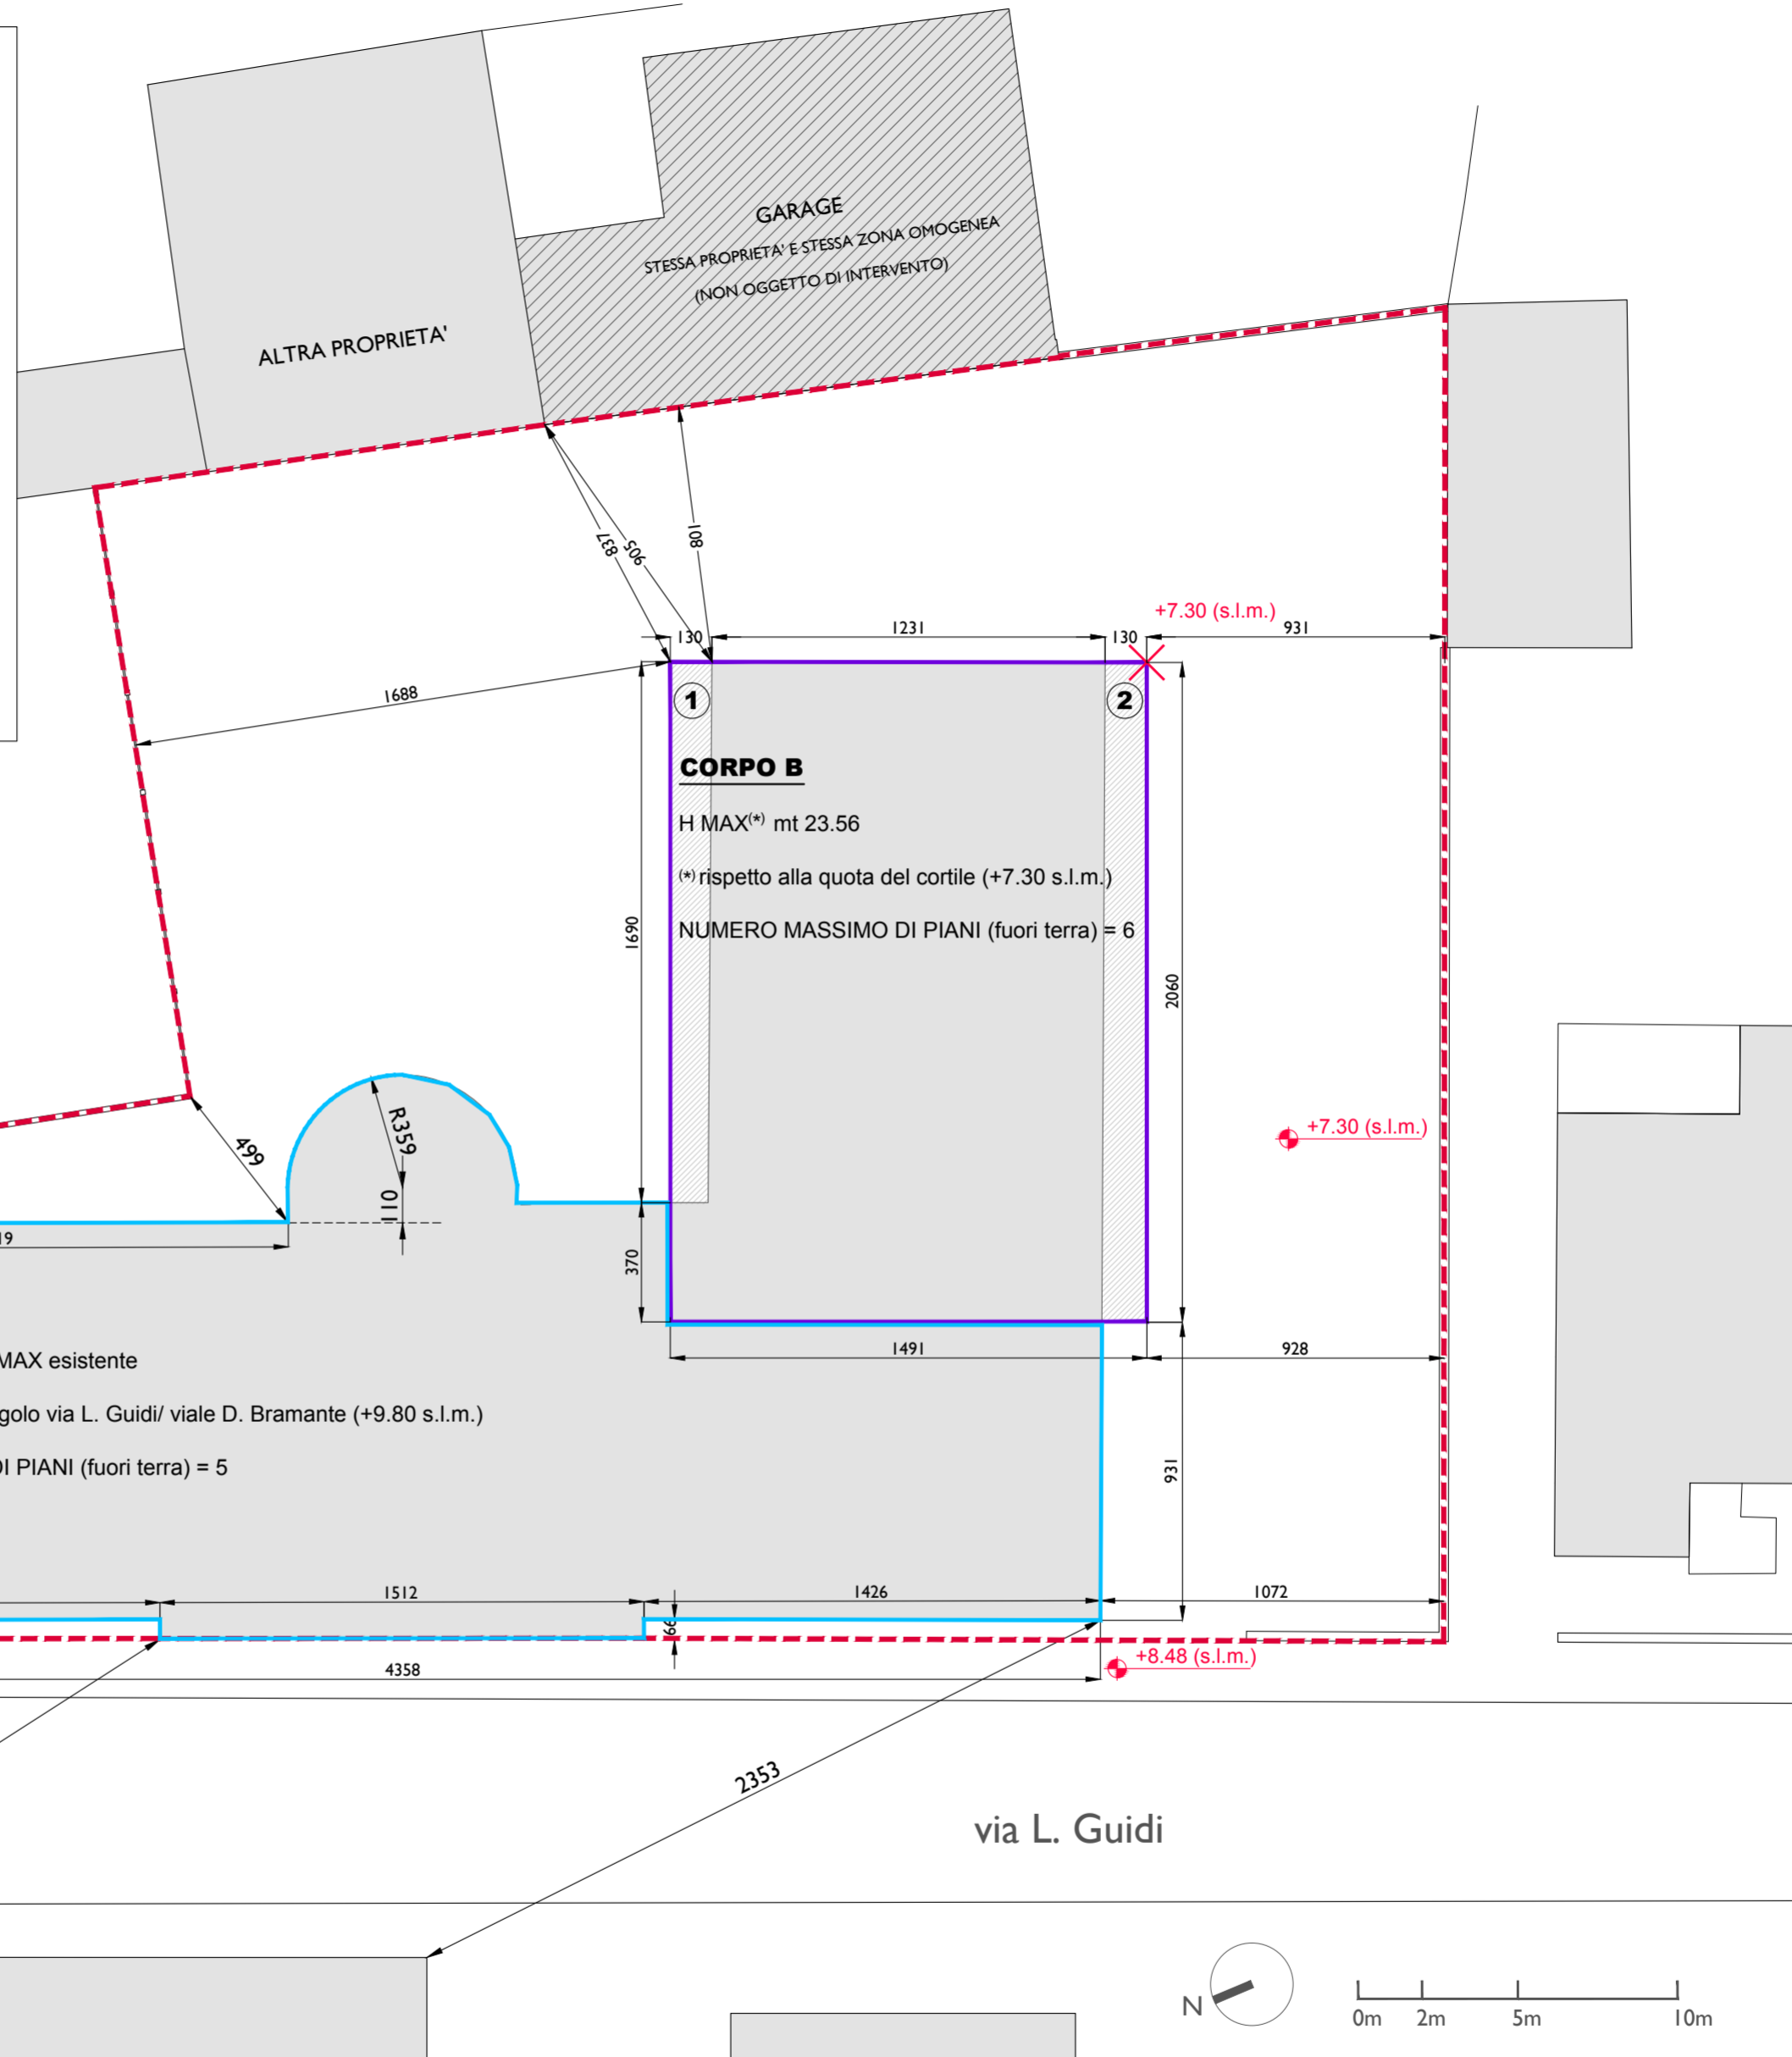 GARAGE
STESSA PROPRIETA' E STESSA ZONA OMOGENEA
(NON OGGETTO DI INTERVENTO)
ALTRA PROPRIETA'
837
905
801
+7.30 (s.l.m.)
130
1231
130
931
1688
1
2
CORPO B
H MAX(*) mt 23.56
(*) rispetto alla quota del cortile (+7.30 s.l.m.)
NUMERO MASSIMO DI PIANI (fuori terra) = 6
1690
2060
+7.30 (s.l.m.)
499
R359
110
19
370
1491
928
MAX esistente
golo via L. Guidi/ viale D. Bramante (+9.80 s.l.m.)
DI PIANI (fuori terra) = 5
931
1512
1426
1072
66
+8.48 (s.l.m.)
4358
2353
via L. Guidi
N
0m
2m
5m
10m